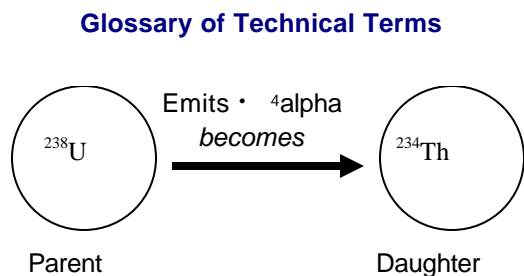 Glossary of Technical Terms
Emits · ⁴alpha
becomes
²³⁸U
²³⁴Th
Parent
Daughter